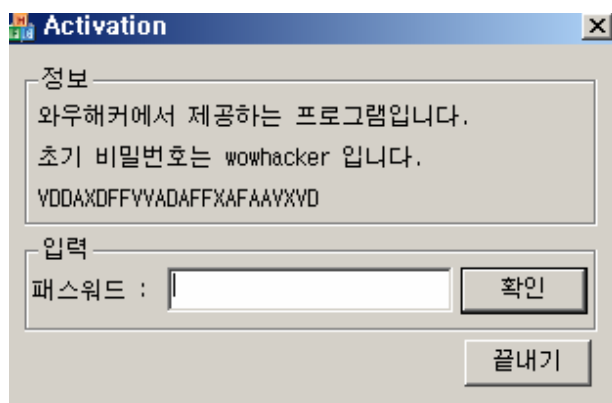 Activation
정보
와우해커에서 제공하는 프로그램입니다.
초기 비밀번호는 wowhacker 입니다.
VDDAXDFFVVADAFFXAFAAVXVD
입력
패스워드 :
확인
끝내기